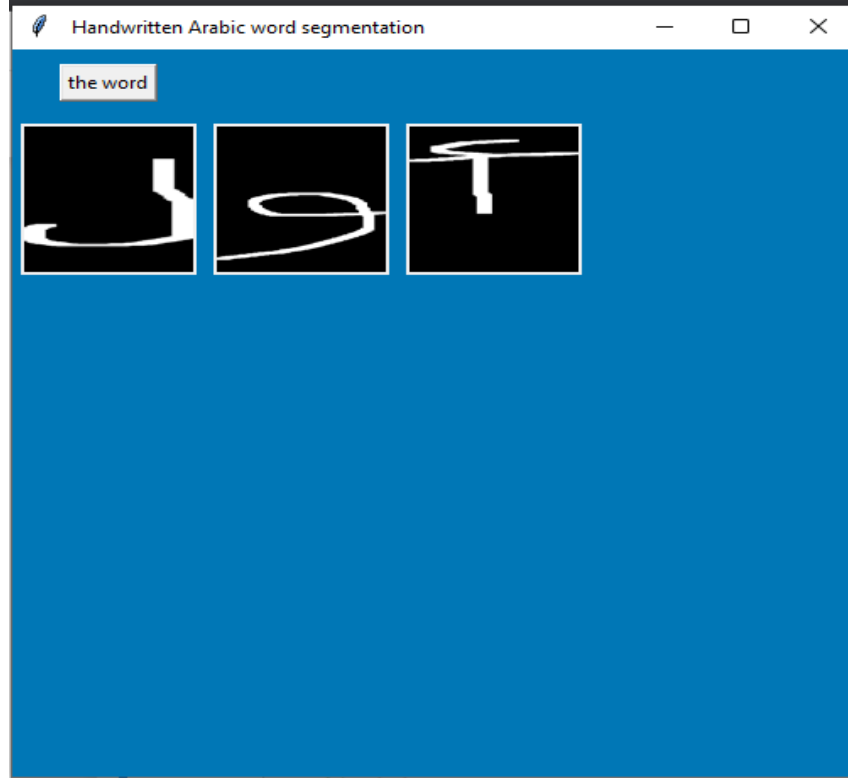 Handwritten Arabic word segmentation
the word
أ و ل